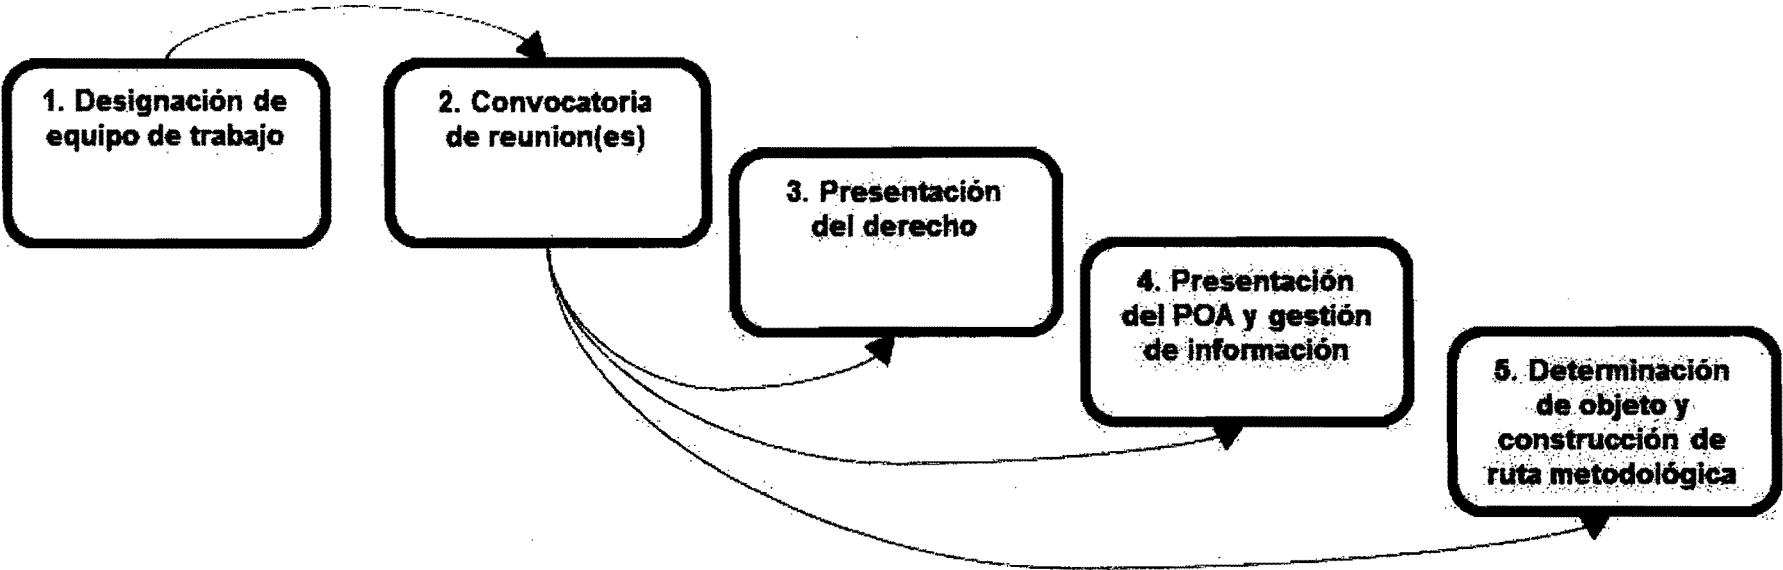 1. Designación de
equipo de trabajo
2. Convocatoria
de reunion(es)
3. Presentación
del derecho
4. Presentación
del POA y gestión
de información
5. Determinación
de objeto y
construcción de
ruta metodológica